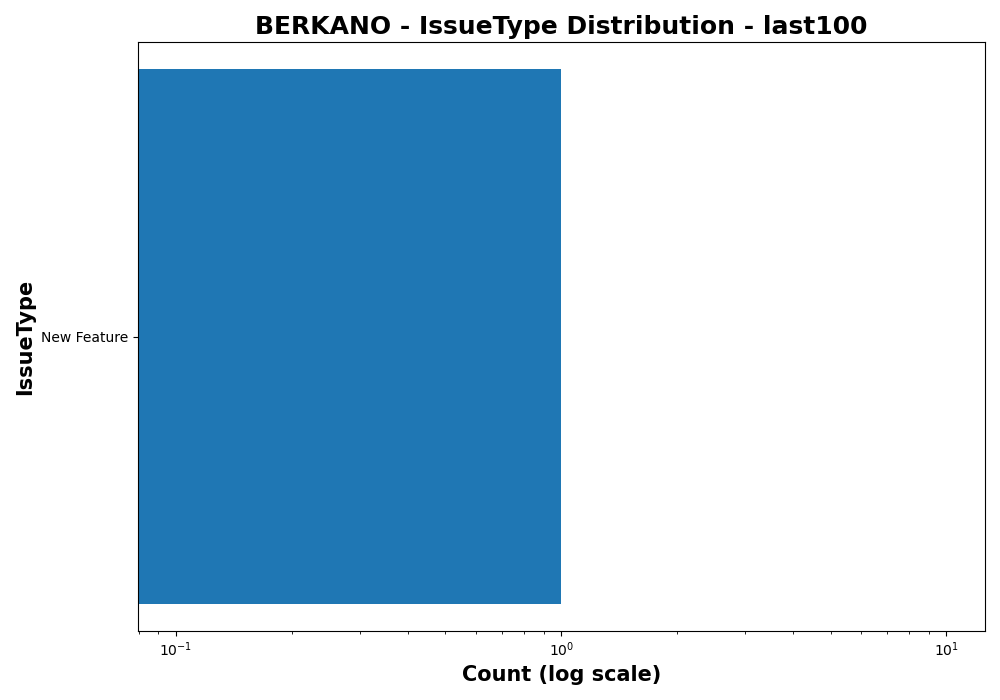 BERKANO - IssueType Distribution - last100
IssueType
New Feature
10⁻¹ 10⁰ 10¹
Count (log scale)